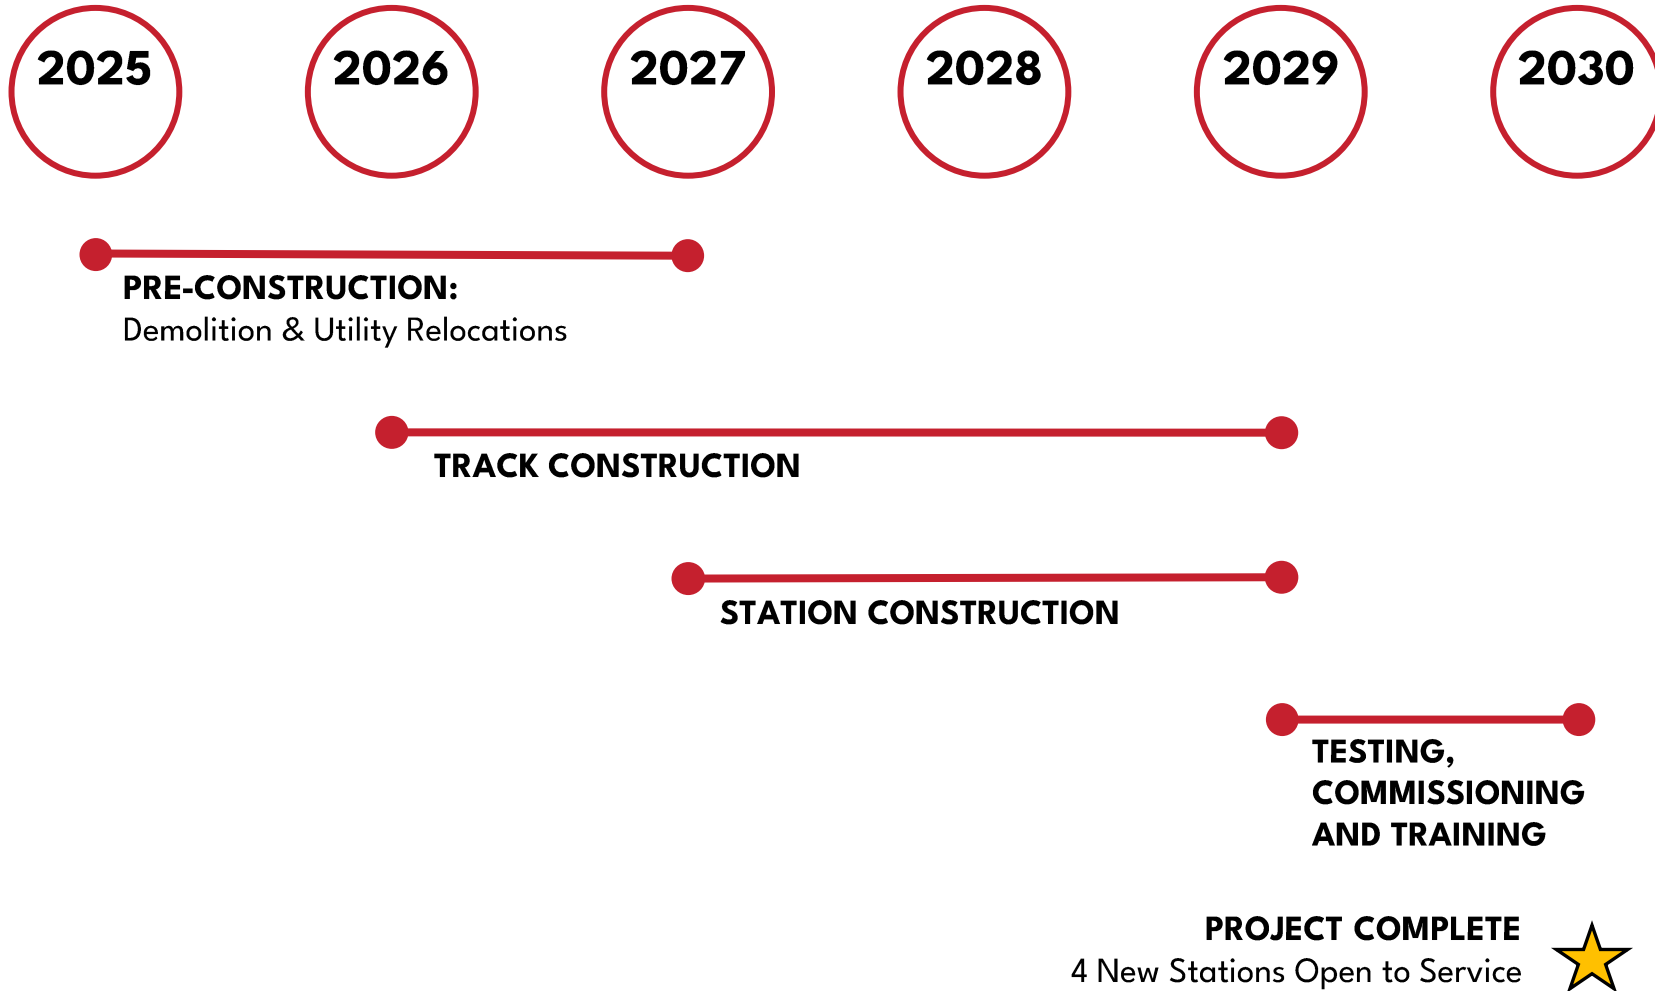 2025 2026 2027 2028 2029 2030
PRE-CONSTRUCTION:
Demolition & Utility Relocations
TRACK CONSTRUCTION
STATION CONSTRUCTION
TESTING,
COMMISSIONING
AND TRAINING
PROJECT COMPLETE
4 New Stations Open to Service